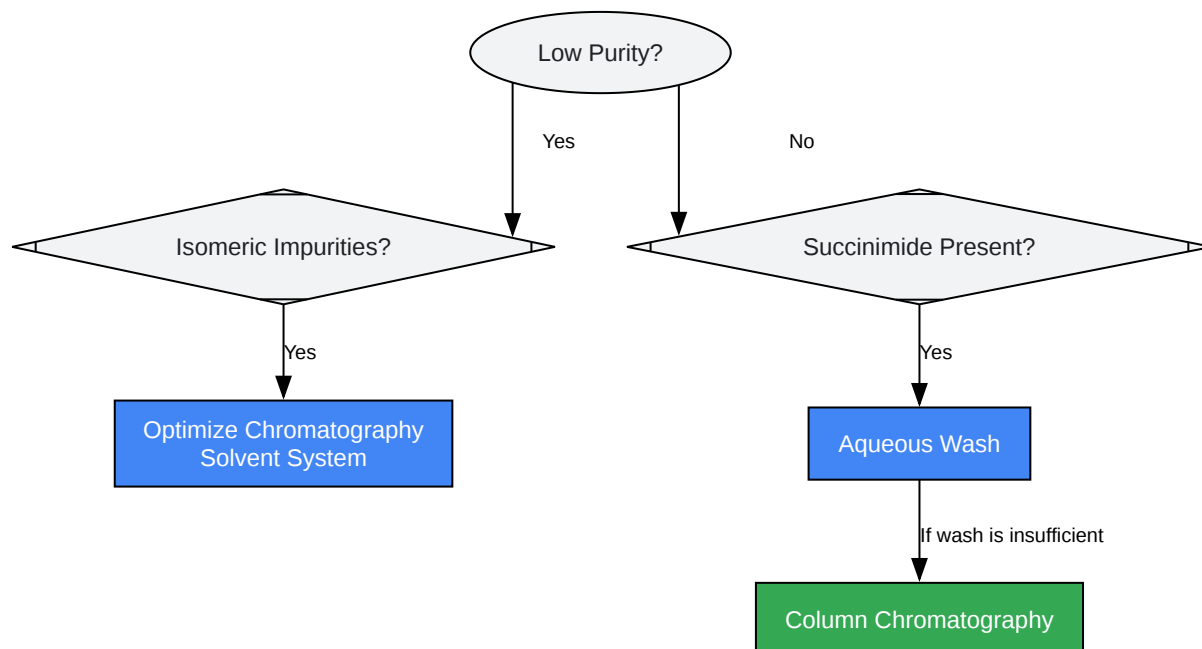 Low Purity?
Yes
No
Isomeric Impurities?
Succinimide Present?
Yes
Yes
Optimize Chromatography
Solvent System
Aqueous Wash
If wash is insufficient
Column Chromatography